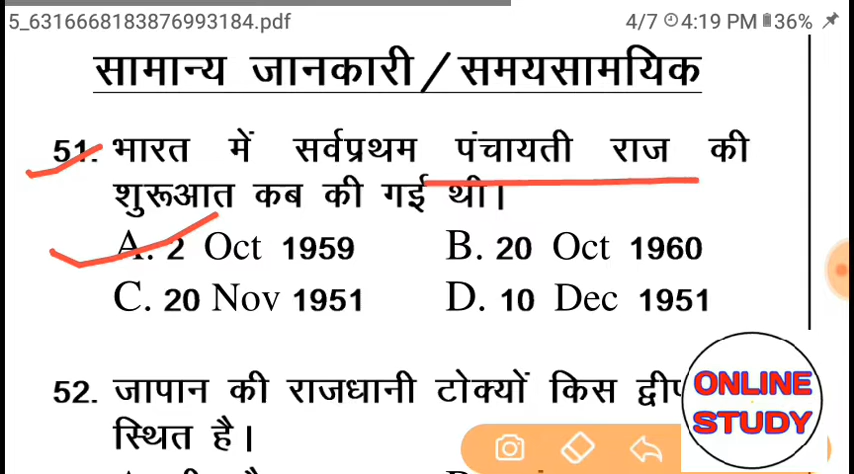 5_6316668183876993184.pdf 4/7 4:19 PM 36%
सामान्य जानकारी / समयसामयिक
51. भारत में सर्वप्रथम पंचायती राज की
शुरूआत कब की गई थी।
A. 2 Oct 1959 B. 20 Oct 1960
C. 20 Nov 1951 D. 10 Dec 1951
52. जापान की राजधानी टोक्यों किस
स्थित है।
ONLINE
STUDY